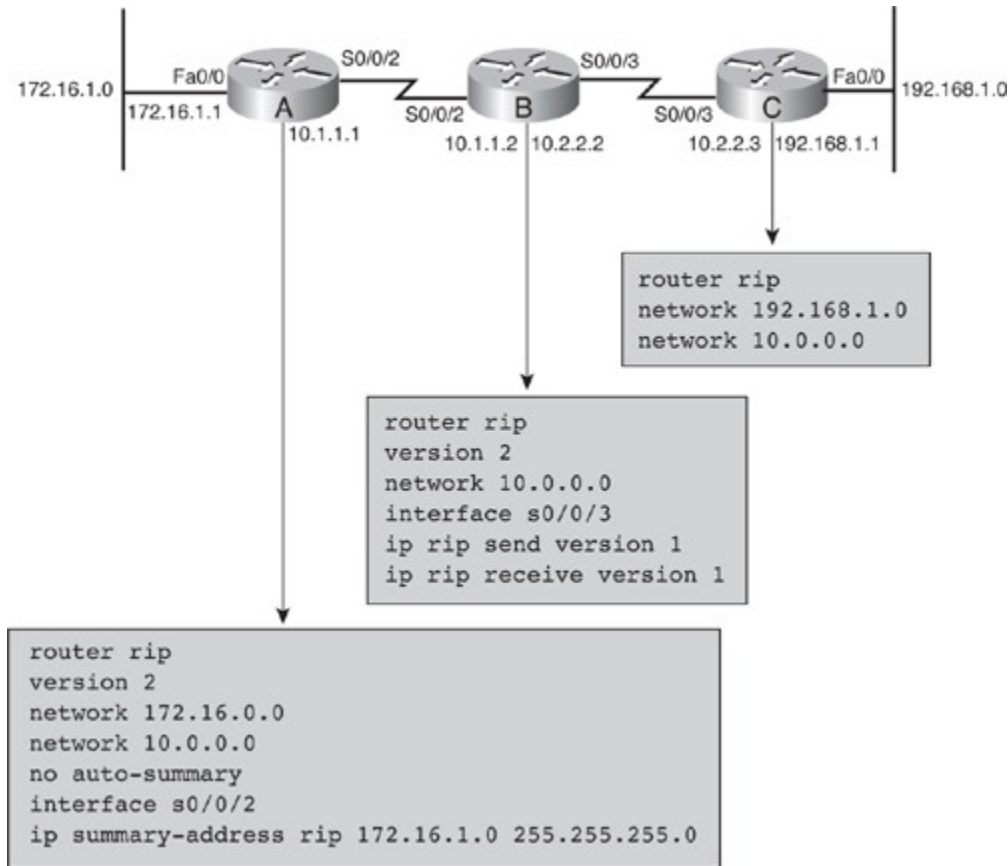 S0/0/2
S0/0/3
Fa0/0
Fa0/0
172.16.1.0
192.168.1.0
172.16.1.1
A
S0/0/2
B
S0/0/3
C
10.1.1.1
10.1.1.2
10.2.2.2
10.2.2.3
192.168.1.1
router rip
network 192.168.1.0
network 10.0.0.0
router rip
version 2
network 10.0.0.0
interface s0/0/3
ip rip send version 1
ip rip receive version 1
router rip
version 2
network 172.16.0.0
network 10.0.0.0
no auto-summary
interface s0/0/2
ip summary-address rip 172.16.1.0 255.255.255.0